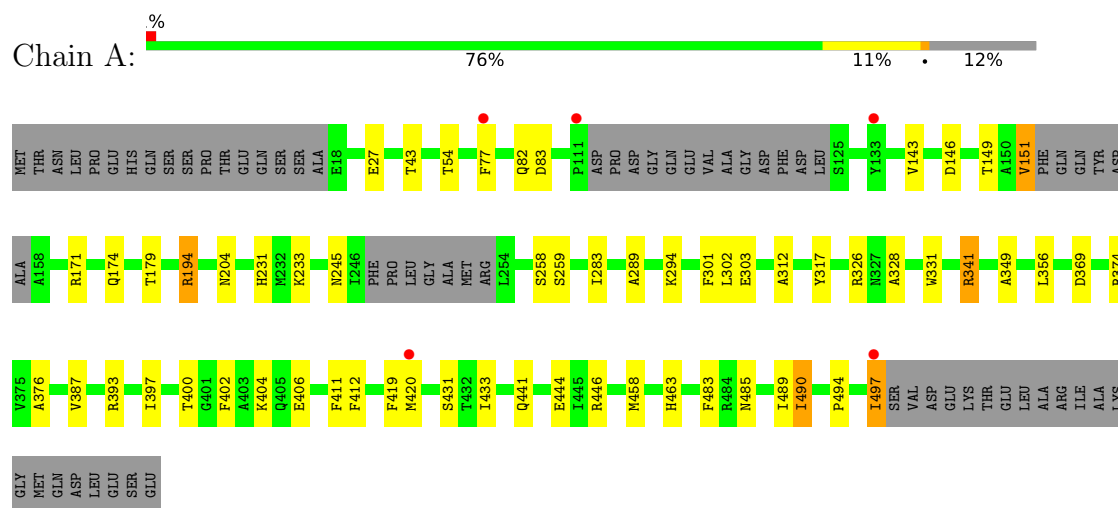 .%
Chain A:
76% 11% • 12%
MET THR ASN LEU PRO GLU HIS GLN SER SER PRO THR GLU GLN SER SER ALA E18 E27 T43 T54 F77 Q82 D83 P111 ASP PRO ASP GLY GLN GLU VAL ALA GLY ASP PHE ASP LEU S125 Y133 V143 D146 T149 A150 V151 PHE GLN GLN TYR ASP
ALA A158 R171 Q174 T179 R194 N204 H231 M232 K233 N245 I246 PHE PRO LEU GLY ALA MET ARG L254 S258 S259 I283 A289 K294 F301 L302 E303 A312 Y317 R326 N327 A328 W331 R341 A349 L356 D369
V375 A376 V387 R393 I397 T400 G401 F402 A403 K404 Q405 E406 F411 F412 F419 M420 S431 T432 I433 Q441 E444 I445 R446 M458 H463 F483 R484 N485 I489 I490 P494 I497 SER VAL ASP GLU LYS THR GLU LEU ALA ARG ILE ALA LYS
GLY MET GLN ASP LEU GLU SER GLU